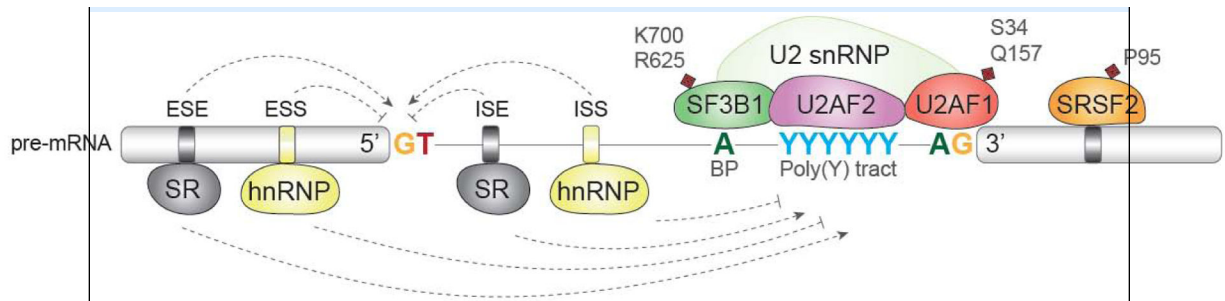 K700
R625
U2 snRNP
S34
Q157
P95
ESE
ESS
ISE
ISS
SF3B1
U2AF2
U2AF1
SRSF2
pre-mRNA
5’
GT
A
YYYYYY
AG
3’
BP
Poly(Y) tract
SR
hnRNP
SR
hnRNP